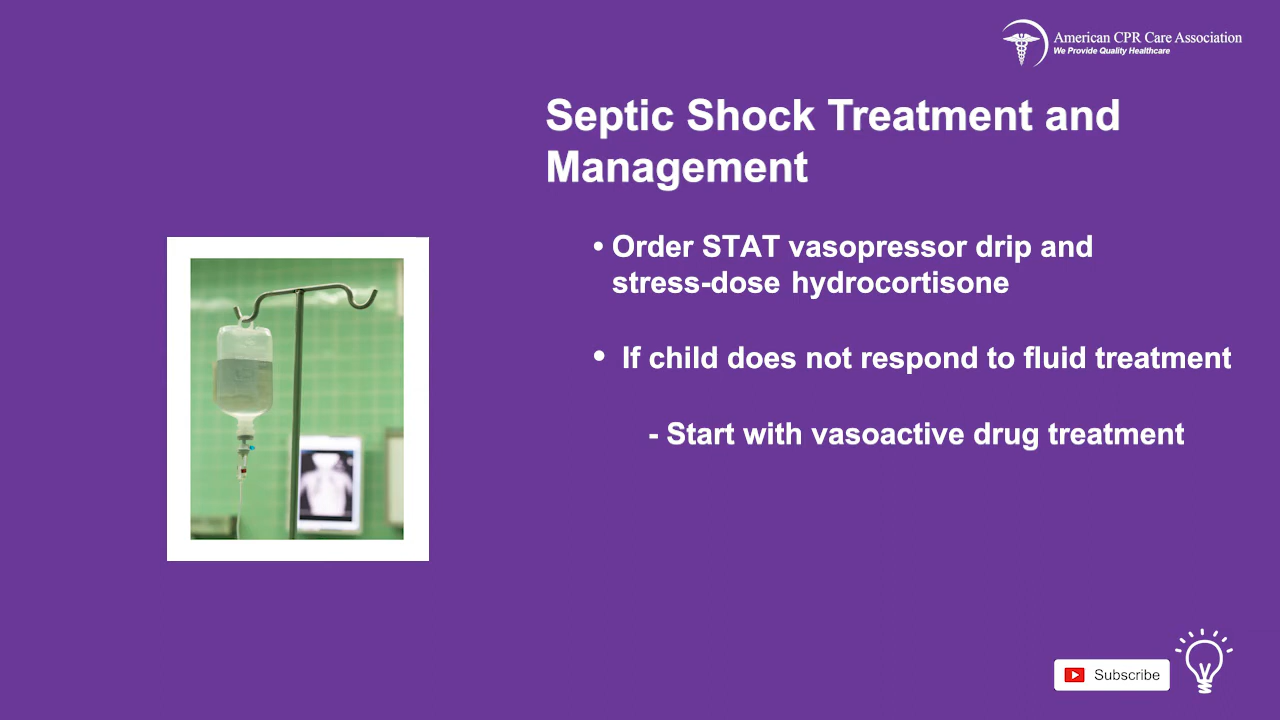 American CPR Care Association
We Provide Quality Healthcare
Septic Shock Treatment and
Management
• Order STAT vasopressor drip and
stress-dose hydrocortisone
• If child does not respond to fluid treatment
- Start with vasoactive drug treatment
Subscribe